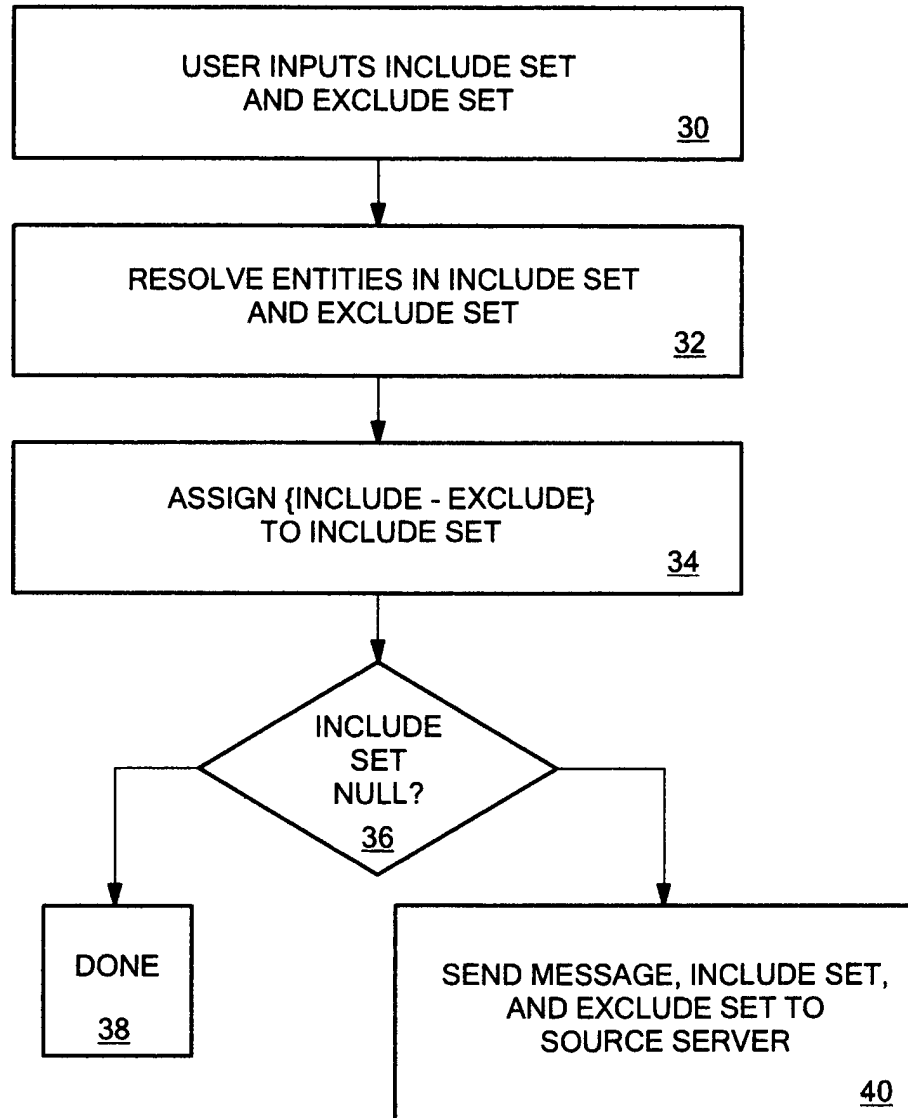 USER INPUTS INCLUDE SET
AND EXCLUDE SET
30
RESOLVE ENTITIES IN INCLUDE SET
AND EXCLUDE SET
32
ASSIGN {INCLUDE - EXCLUDE}
TO INCLUDE SET
34
INCLUDE
SET
NULL?
36
DONE
38
SEND MESSAGE, INCLUDE SET,
AND EXCLUDE SET TO
SOURCE SERVER
40